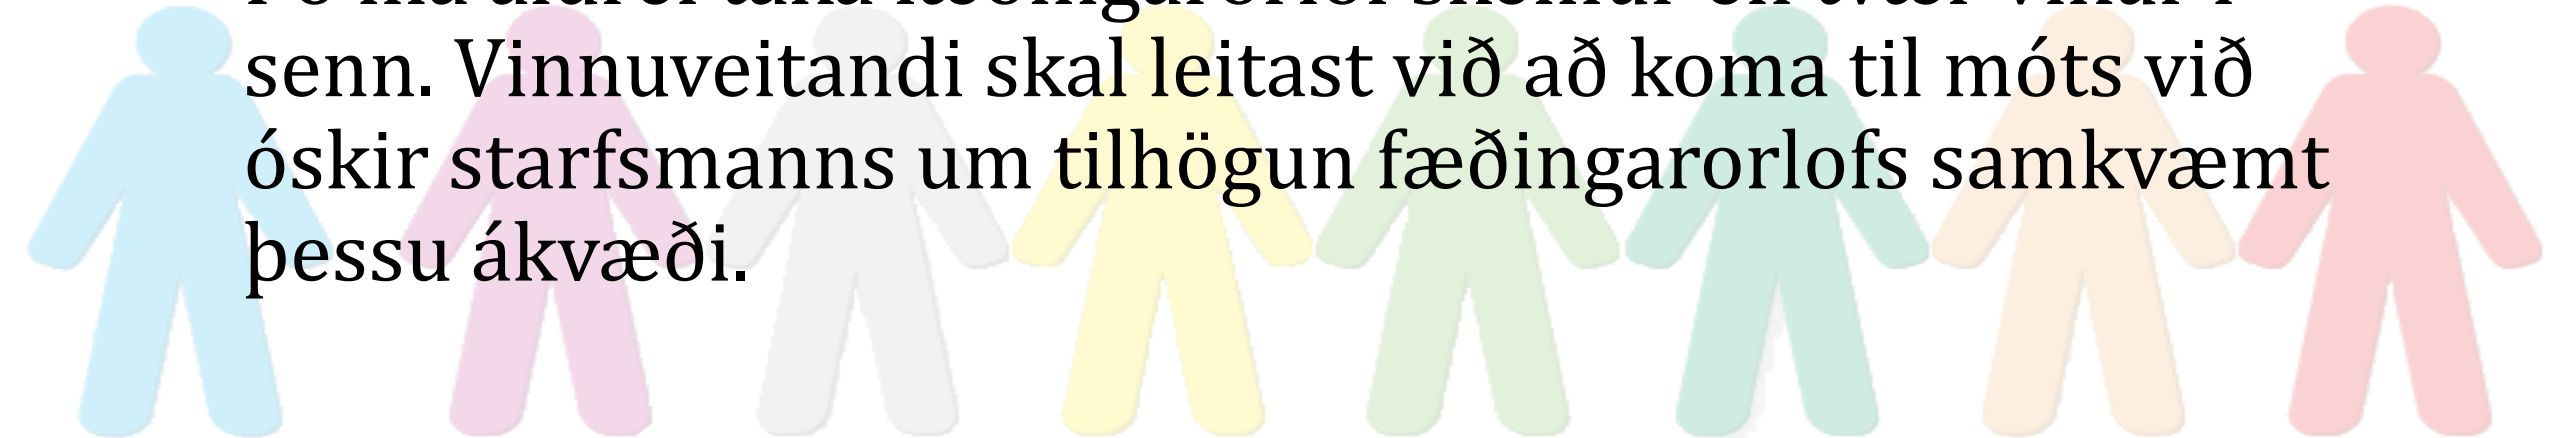 senn. Vinnuveitandi skal leitast við að koma til móts við
óskir starfsmanns um tilhögun fæðingarorlofs samkvæmt
þessu ákvæði.